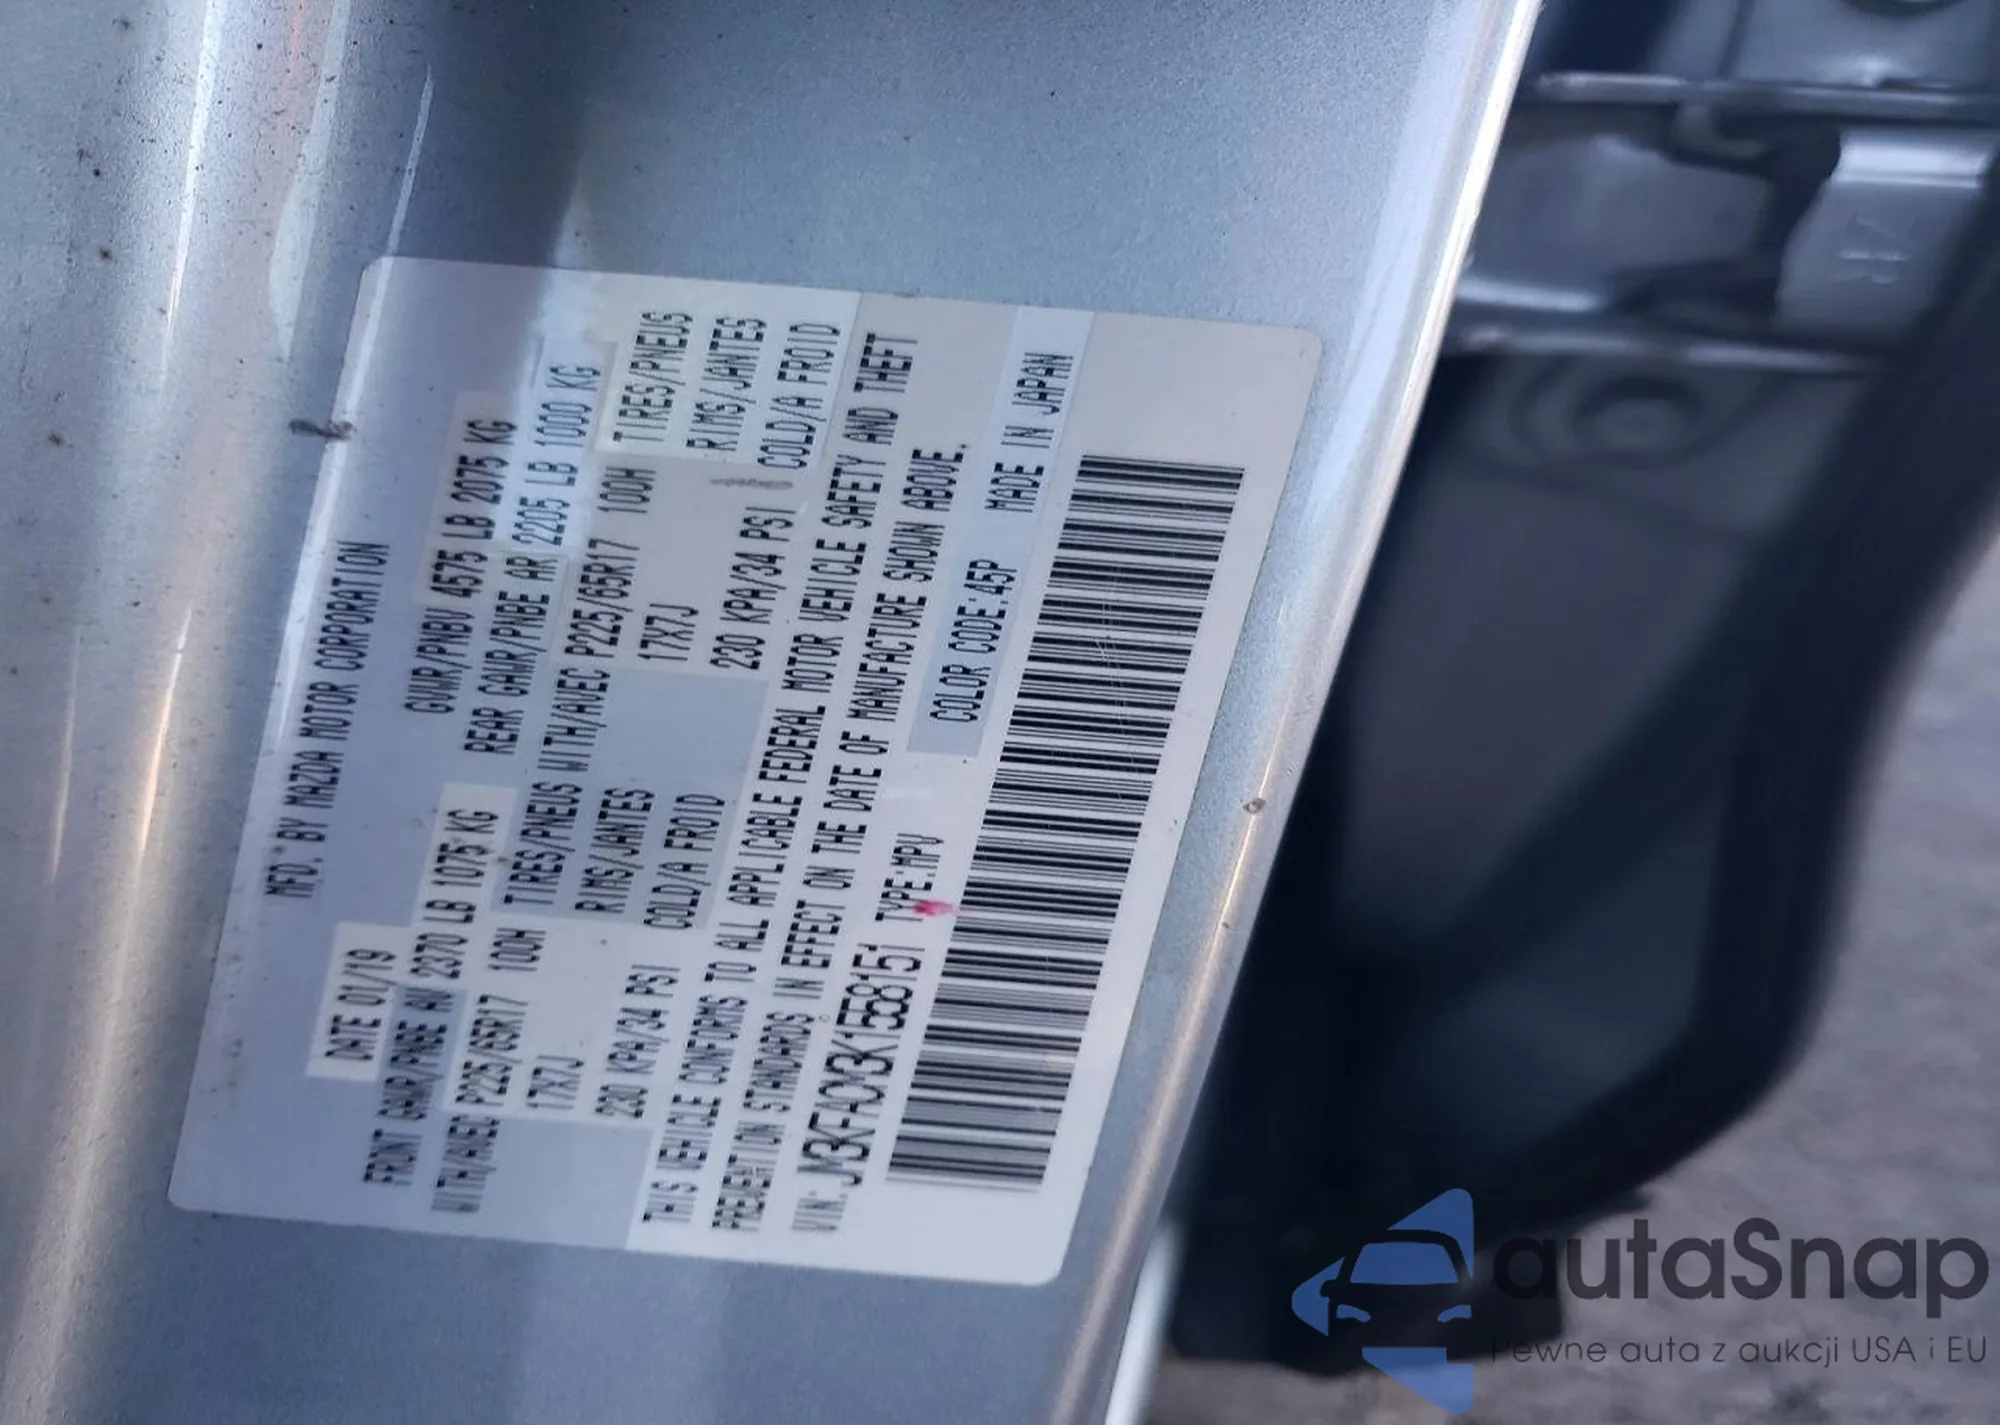 MFD. BY MAZDA MOTOR CORPORATION
DATE 01/19 GVWR/PNBV 4575 LB 2075 KG
FRONT GAWR/PNBE AV 2370 LB 1075 KG REAR GAWR/PNBE AR 2205 LB 1000 KG
WITH/AVEC P225/65R17 100H TIRES/PNEUS WITH/AVEC P225/65R17 100H TIRES/PNEUS
17X7J RIMS/JANTES 17X7J RIMS/JANTES
230 KPA/34 PSI COLD/A FROID 230 KPA/34 PSI COLD/A FROID
THIS VEHICLE CONFORMS TO ALL APPLICABLE FEDERAL MOTOR VEHICLE SAFETY AND THEFT
PREVENTION STANDARDS IN EFFECT ON THE DATE OF MANUFACTURE SHOWN ABOVE.
VIN: JM3KFACM3K1558151 TYPE:MPV COLOR CODE:45P MADE IN JAPAN
autaSnap
Pewne auta z aukcji USA i EU